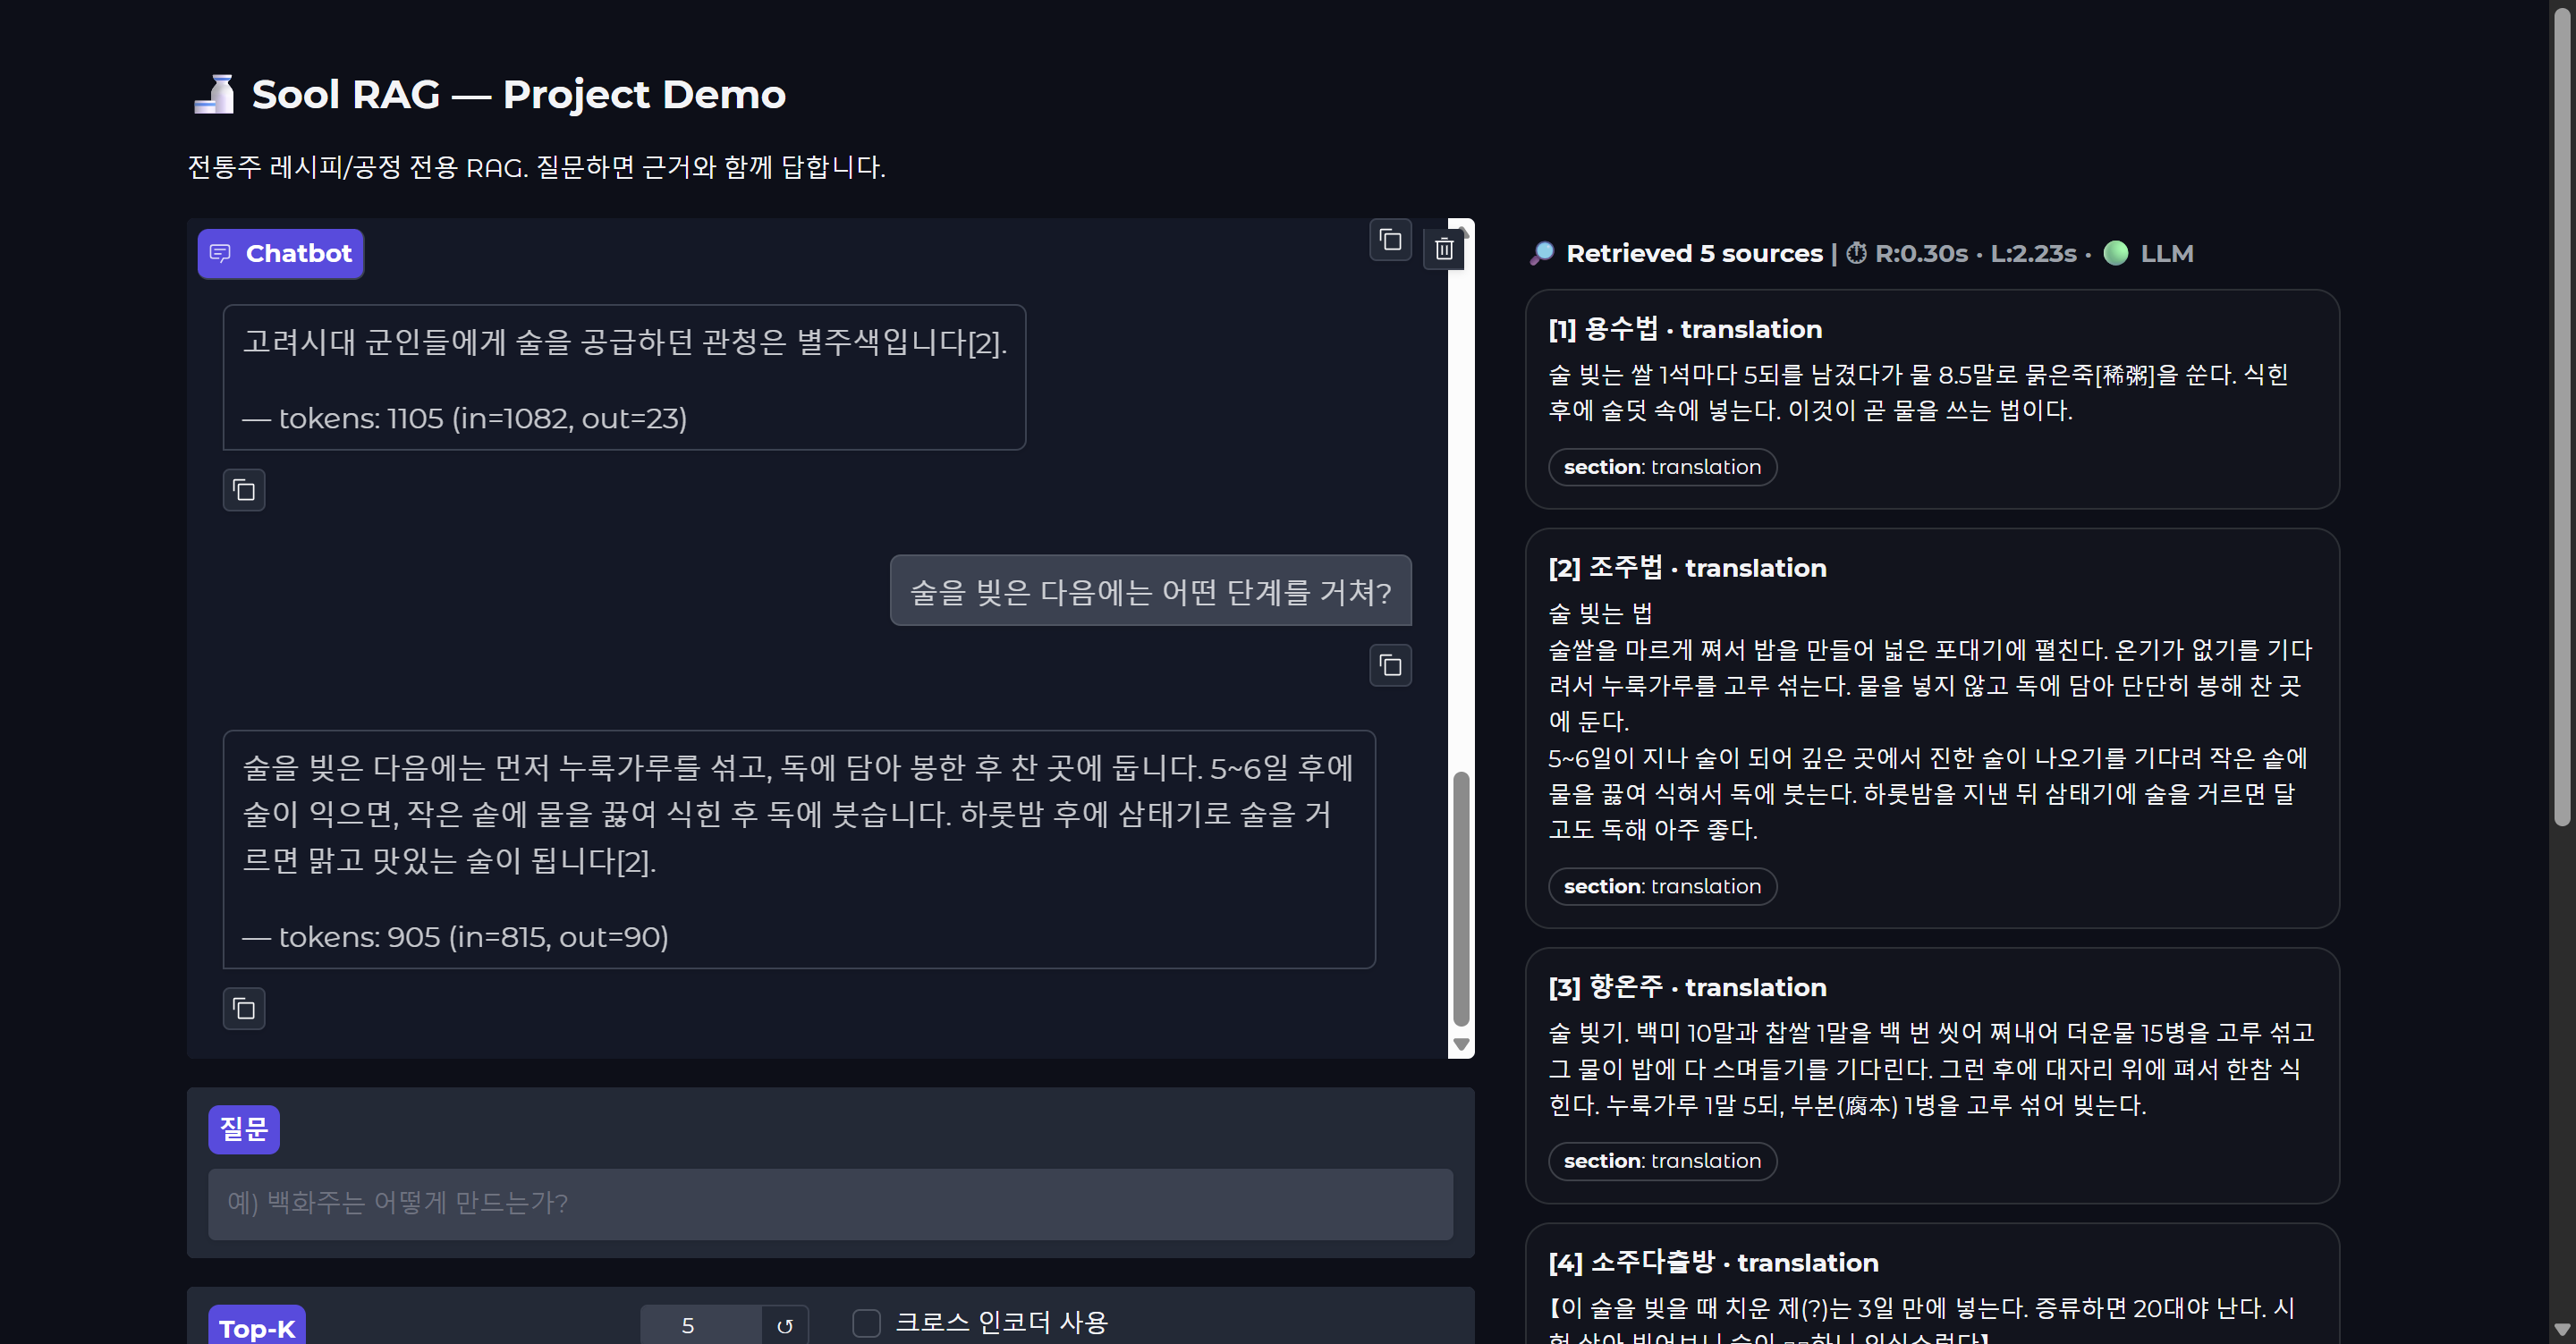 Sool RAG — Project Demo
전통주 레시피/공정 전용 RAG. 질문하면 근거와 함께 답합니다.
Chatbot
고려시대 군인들에게 술을 공급하던 관청은 별주색입니다[2].
— tokens: 1105 (in=1082, out=23)
술을 빚은 다음에는 어떤 단계를 거쳐?
술을 빚은 다음에는 먼저 누룩가루를 섞고, 독에 담아 봉한 후 찬 곳에 둡니다. 5~6일 후에
술이 익으면, 작은 솥에 물을 끓여 식힌 후 독에 붓습니다. 하룻밤 후에 삼태기로 술을 거
르면 맑고 맛있는 술이 됩니다[2].
— tokens: 905 (in=815, out=90)
질문
예) 백화주는 어떻게 만드는가?
Top-K
5
크로스 인코더 사용
Retrieved 5 sources | ⏱ R:0.30s · L:2.23s · LLM
[1] 용수법 · translation
술 빚는 쌀 1석마다 5되를 남겼다가 물 8.5말로 묽은죽[稀粥]을 쑨다. 식힌
후에 술덧 속에 넣는다. 이것이 곧 물을 쓰는 법이다.
section: translation
[2] 조주법 · translation
술 빚는 법
술쌀을 마르게 쪄서 밥을 만들어 넓은 포대기에 펼친다. 온기가 없기를 기다
려서 누룩가루를 고루 섞는다. 물을 넣지 않고 독에 담아 단단히 봉해 찬 곳
에 둔다.
5~6일이 지나 술이 되어 깊은 곳에서 진한 술이 나오기를 기다려 작은 솥에
물을 끓여 식혀서 독에 붓는다. 하룻밤을 지낸 뒤 삼태기에 술을 거르면 달
고도 독해 아주 좋다.
section: translation
[3] 향온주 · translation
술 빚기. 백미 10말과 찹쌀 1말을 백 번 씻어 쪄내어 더운물 15병을 고루 섞고
그 물이 밥에 다 스며들기를 기다린다. 그런 후에 대자리 위에 펴서 한참 식
힌다. 누룩가루 1말 5되, 부본(腐本) 1병을 고루 섞어 빚는다.
section: translation
[4] 소주다츌방 · translation
【이 술을 빚을 때 치운 제(?)는 3일 만에 넣는다. 증류하면 20대야 난다. 시